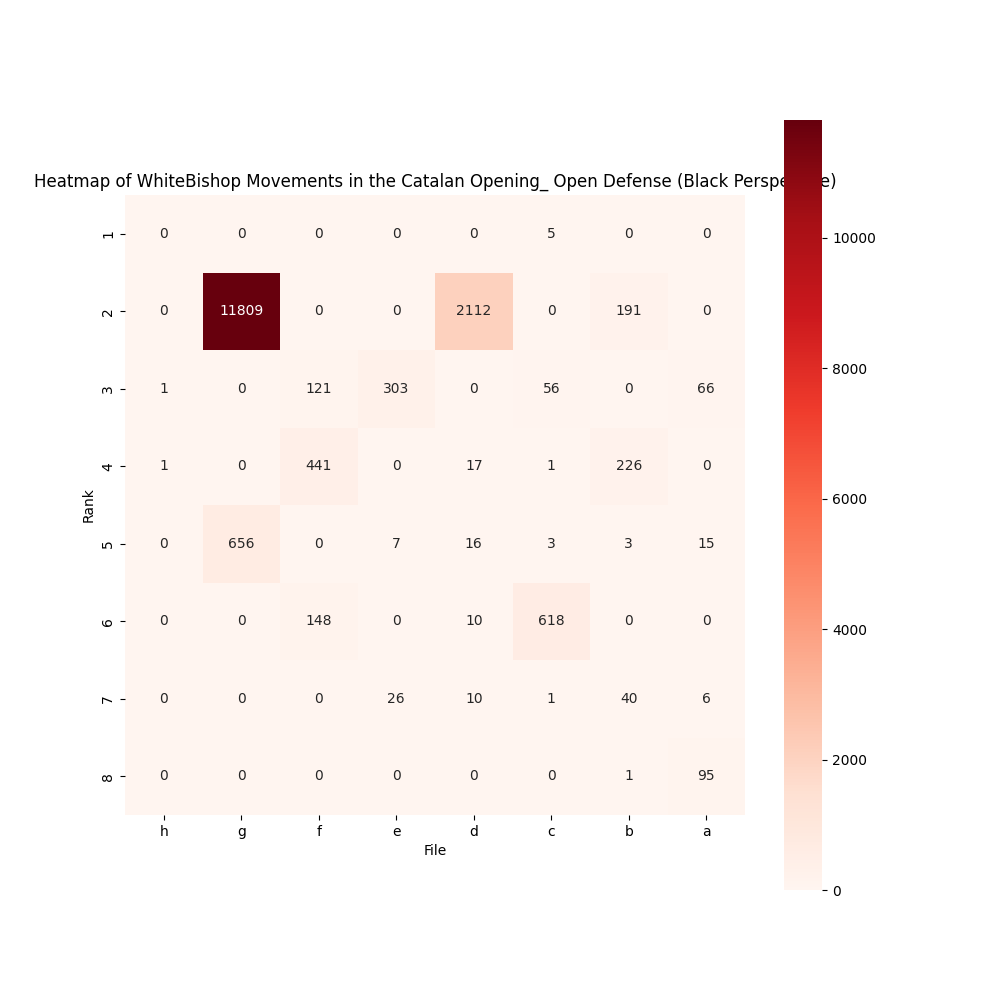 Heatmap of WhiteBishop Movements in the Catalan Opening_ Open Defense (Black Perspe e)
1 0 0 0 0 0 5 0 0
2 0 11809 0 0 2112 0 191 0
3 1 0 121 303 0 56 0 66
4 1 0 441 0 17 1 226 0
Rank
5 0 656 0 7 16 3 3 15
6 0 0 148 0 10 618 0 0
7 0 0 0 26 10 1 40 6
8 0 0 0 0 0 0 1 95
h g f e d c b a
File
10000
8000
6000
4000
2000
0